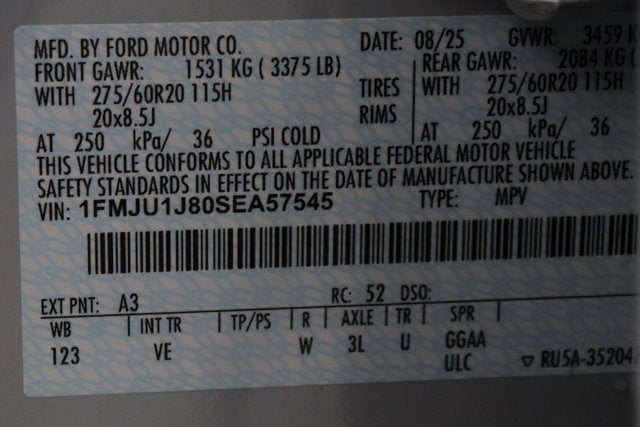 MFD. BY FORD MOTOR CO. DATE: 08/25 GVWR: 3459 K
FRONT GAWR: 1531 KG ( 3375 LB) REAR GAWR: 2084 KG (
WITH 275/60R20 115H TIRES WITH 275/60R20 115H
20x8.5J RIMS 20x8.5J
AT 250 kPa/ 36 PSI COLD AT 250 kPa/ 36
THIS VEHICLE CONFORMS TO ALL APPLICABLE FEDERAL MOTOR VEHICLE
SAFETY STANDARDS IN EFFECT ON THE DATE OF MANUFACTURE SHOWN ABOVE.
VIN: 1FMJU1J80SEA57545 TYPE: MPV
EXT PNT: A3 RC: 52 DSO:
WB INT TR TP/PS R AXLE TR SPR
123 VE W 3L U GGAA
ULC ▽ RU5A-35204